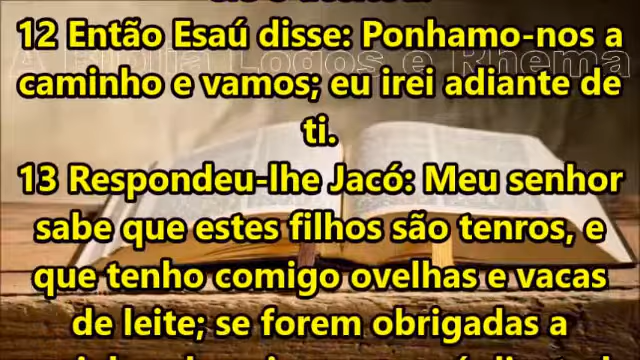 12 Então Esaú disse: Ponhamo-nos a
caminho e vamos; eu irei adiante de
ti.
13 Respondeu-lhe Jacó: Meu senhor
sabe que estes filhos são tenros, e
que tenho comigo ovelhas e vacas
de leite; se forem obrigadas a
A Bíblia Logos e Rhema